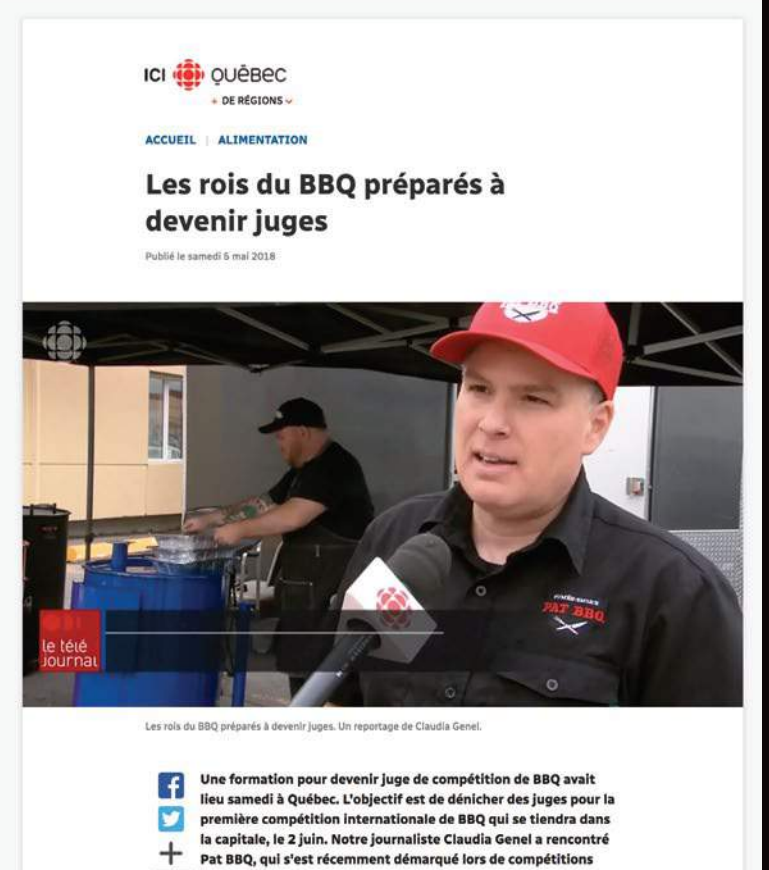 ICI QUÉBEC
+ DE RÉGIONS
ACCUEIL | ALIMENTATION
Les rois du BBQ préparés à
devenir juges
Publié le samedi 5 mai 2018
PAT BBQ
PAT BBQ
le télé
journal
Les rois du BBQ préparés à devenir juges. Un reportage de Claudia Genel.
Une formation pour devenir juge de compétition de BBQ avait
lieu samedi à Québec. L'objectif est de dénicher des juges pour la
première compétition internationale de BBQ qui se tiendra dans
la capitale, le 2 juin. Notre journaliste Claudia Genel a rencontré
Pat BBQ, qui s'est récemment démarqué lors de compétitions